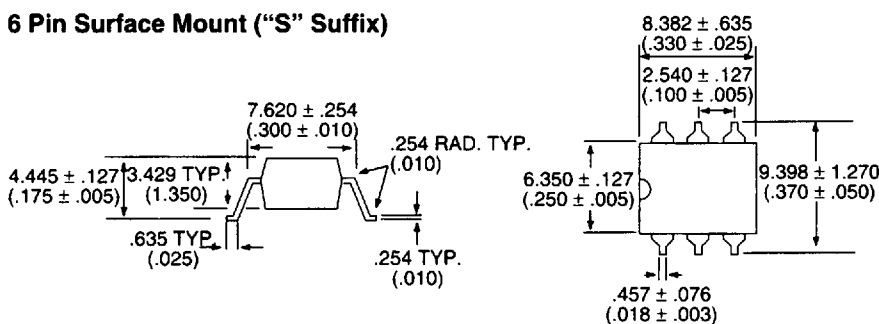 6 Pin Surface Mount (“S” Suffix)
8.382 ± .635
(.330 ± .025)
2.540 ± .127
(.100 ± .005)
7.620 ± .254
(.300 ± .010)
.254 RAD. TYP.
(.010)
4.445 ± .127
(.175 ± .005)
3.429 TYP.
(1.350)
6.350 ± .127
(.250 ± .005)
9.398 ± 1.270
(.370 ± .050)
.635 TYP.
(.025)
.254 TYP.
(.010)
.457 ± .076
(.018 ± .003)